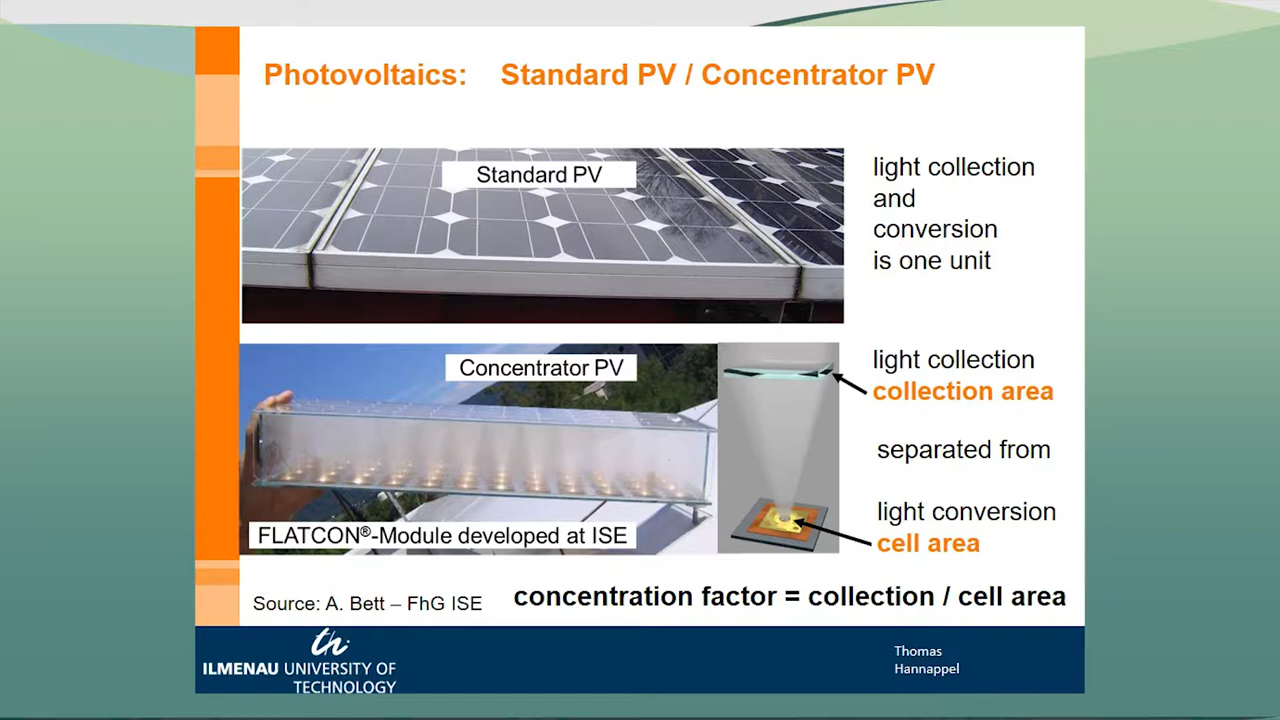 Photovoltaics: Standard PV / Concentrator PV
Standard PV
light collection
and
conversion
is one unit
Concentrator PV
light collection
collection area
separated from
light conversion
cell area
FLATCON®-Module developed at ISE
Source: A. Bett – FhG ISE
concentration factor = collection / cell area
th
ILMENAU UNIVERSITY OF
TECHNOLOGY
Thomas
Hannappel